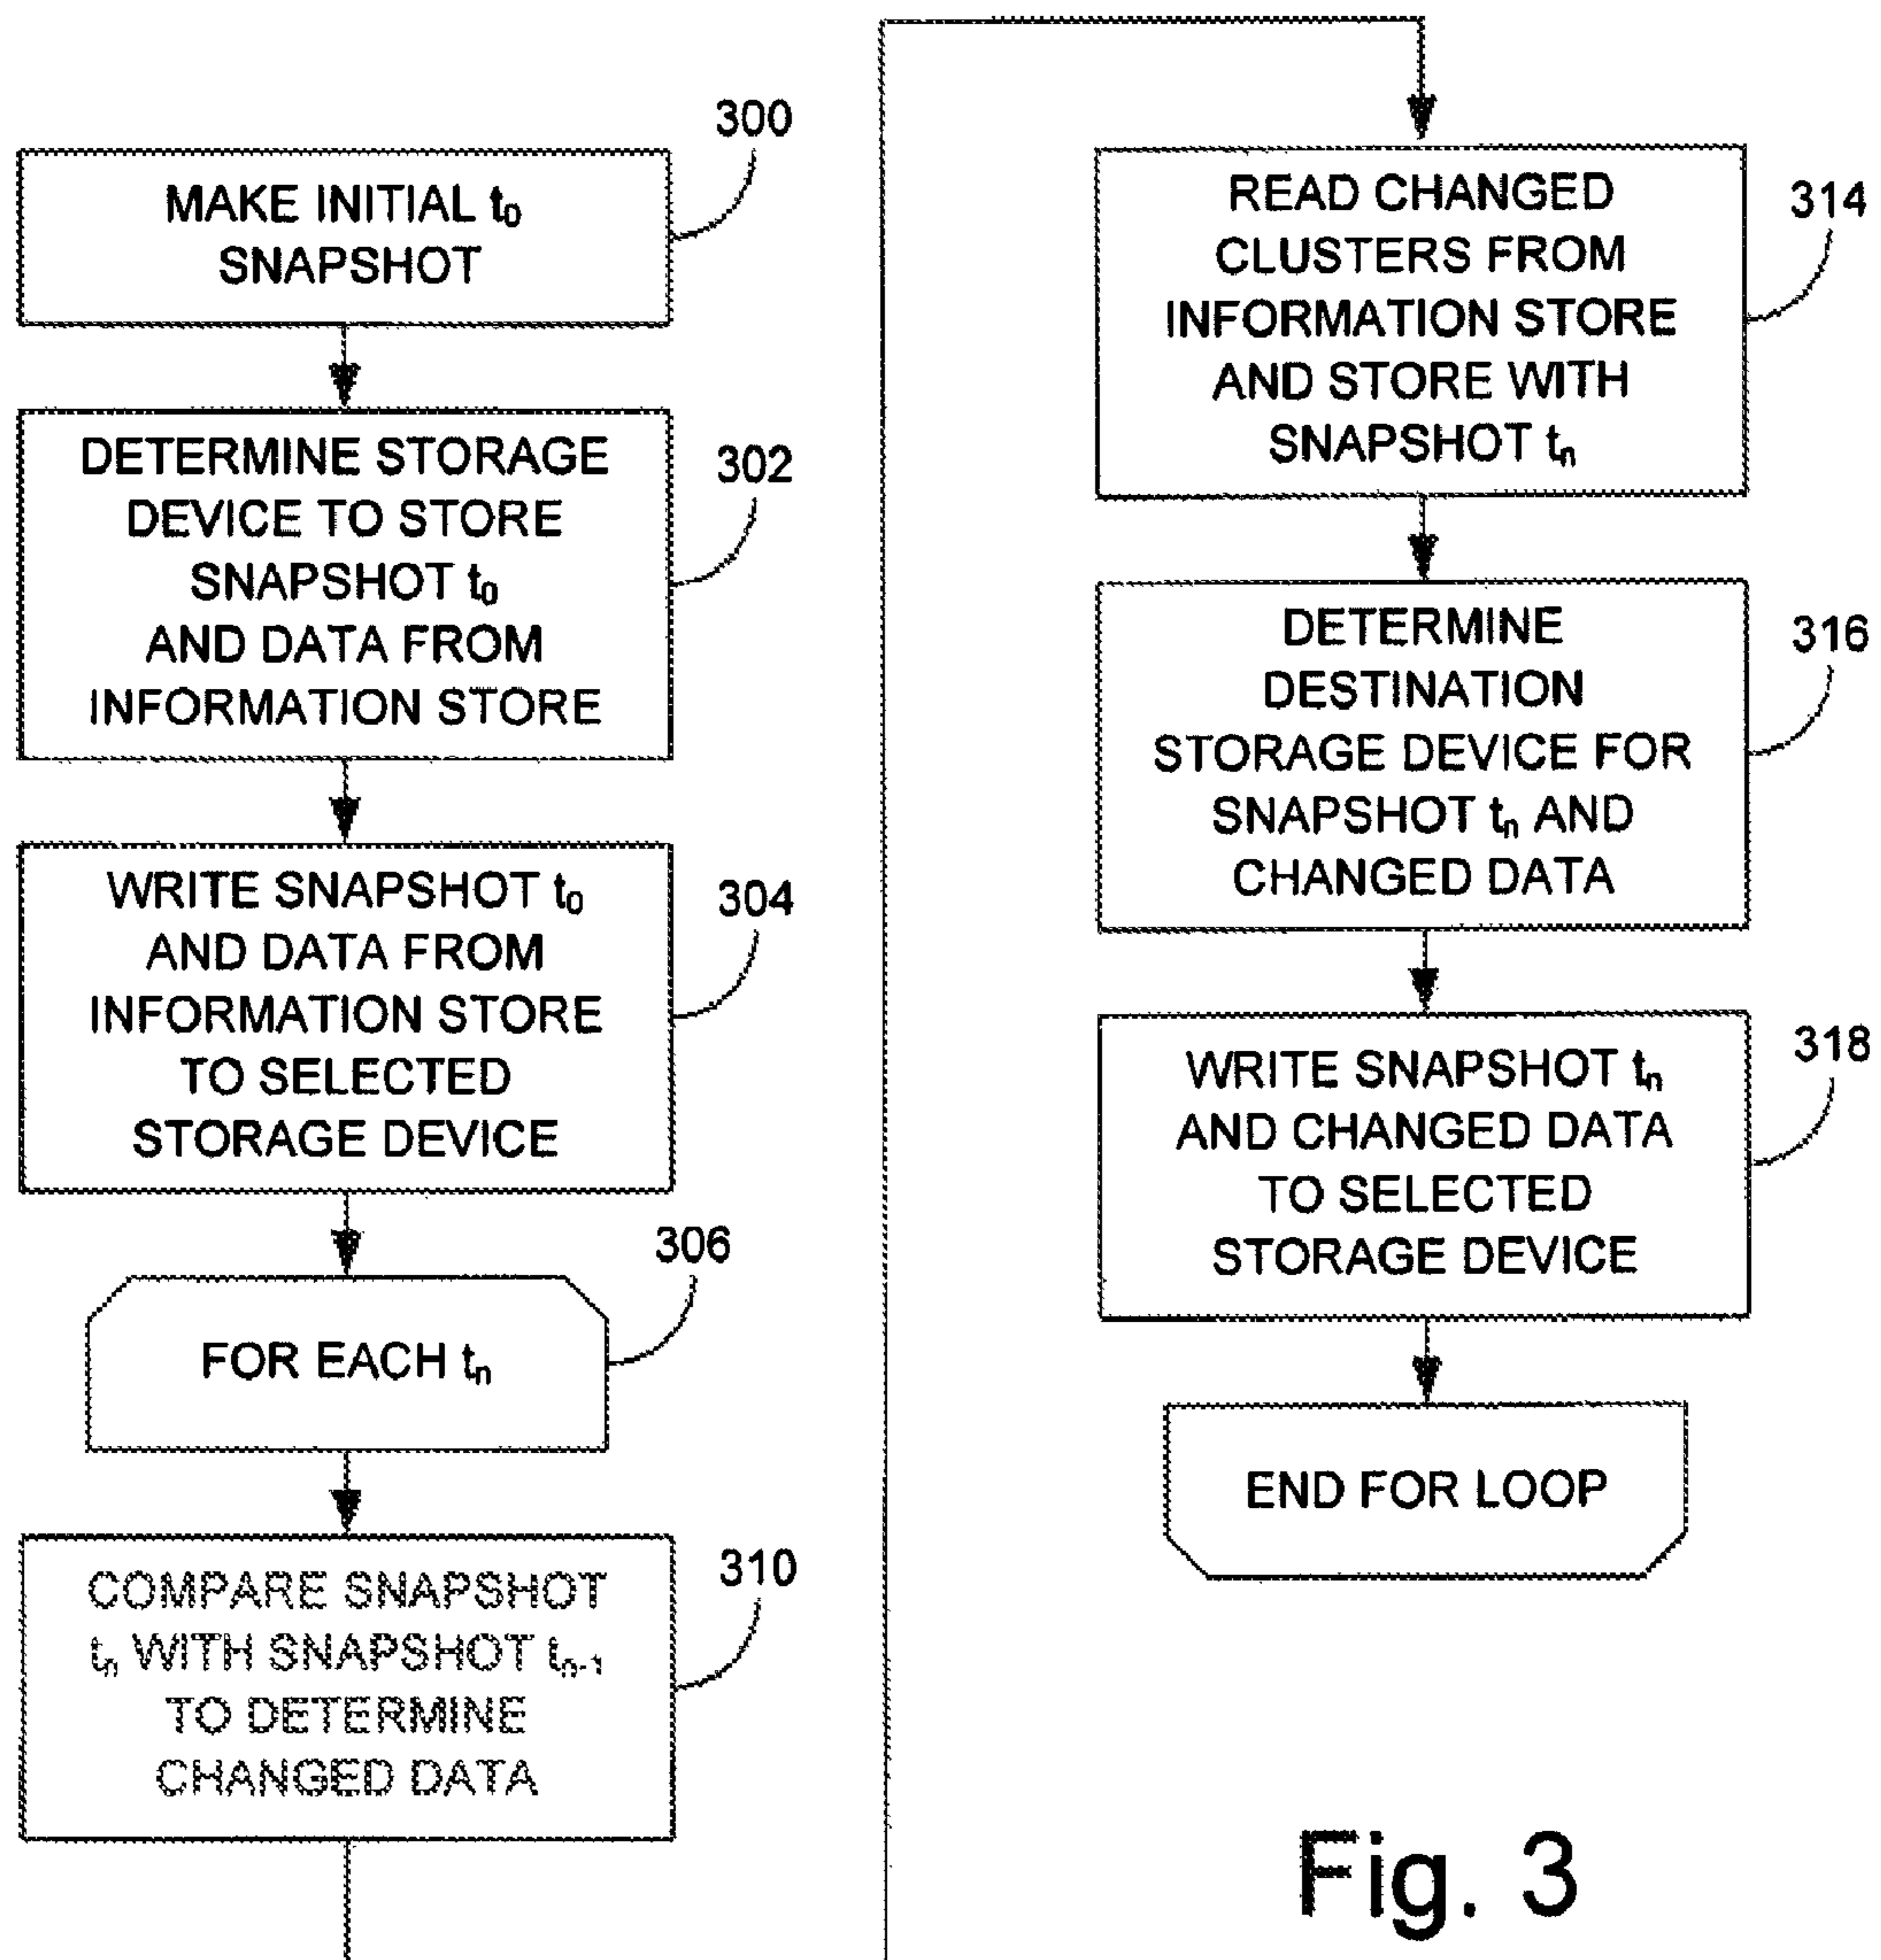 300
MAKE INITIAL t₀
SNAPSHOT
302
DETERMINE STORAGE
DEVICE TO STORE
SNAPSHOT t₀
AND DATA FROM
INFORMATION STORE
304
WRITE SNAPSHOT t₀
AND DATA FROM
INFORMATION STORE
TO SELECTED
STORAGE DEVICE
306
FOR EACH tₙ
310
COMPARE SNAPSHOT
tₙ WITH SNAPSHOT tₙ₋₁
TO DETERMINE
CHANGED DATA
314
READ CHANGED
CLUSTERS FROM
INFORMATION STORE
AND STORE WITH
SNAPSHOT tₙ
316
DETERMINE
DESTINATION
STORAGE DEVICE FOR
SNAPSHOT tₙ AND
CHANGED DATA
318
WRITE SNAPSHOT tₙ
AND CHANGED DATA
TO SELECTED
STORAGE DEVICE
END FOR LOOP
Fig. 3